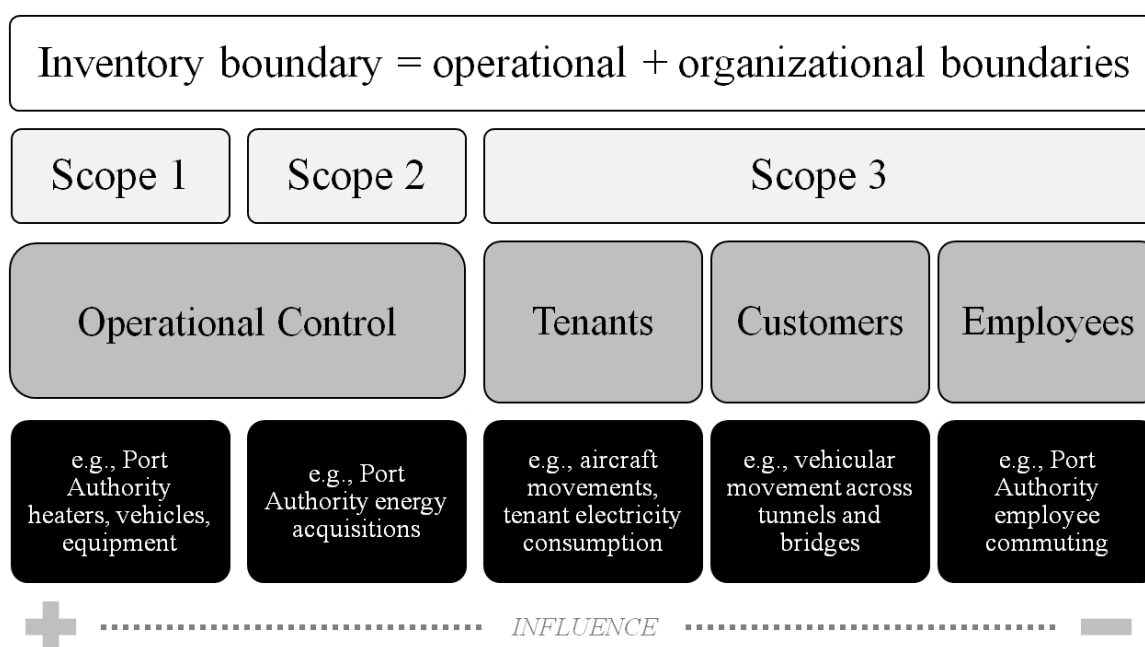 Inventory boundary = operational + organizational boundaries
Scope 1
Scope 2
Scope 3
Operational Control
Tenants
Customers
Employees
e.g., Port
Authority
heaters, vehicles,
equipment
e.g., Port
Authority energy
acquisitions
e.g., aircraft
movements,
tenant electricity
consumption
e.g., vehicular
movement across
tunnels and
bridges
e.g., Port
Authority
employee
commuting
INFLUENCE